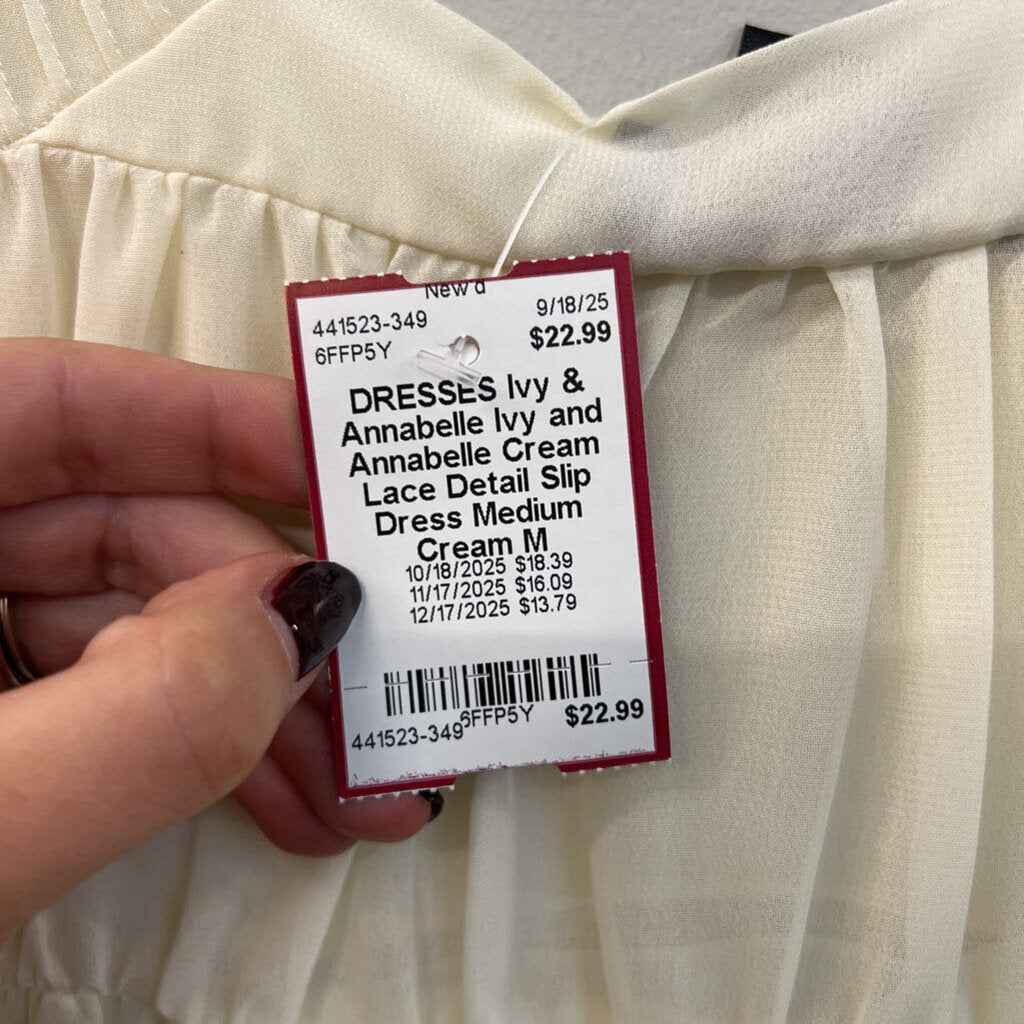 New'd
441523-349 9/18/25
6FFP5Y $22.99
DRESSES Ivy &
Annabelle Ivy and
Annabelle Cream
Lace Detail Slip
Dress Medium
Cream M
10/18/2025 $18.39
11/17/2025 $16.09
12/17/2025 $13.79
441523-349 6FFP5Y $22.99